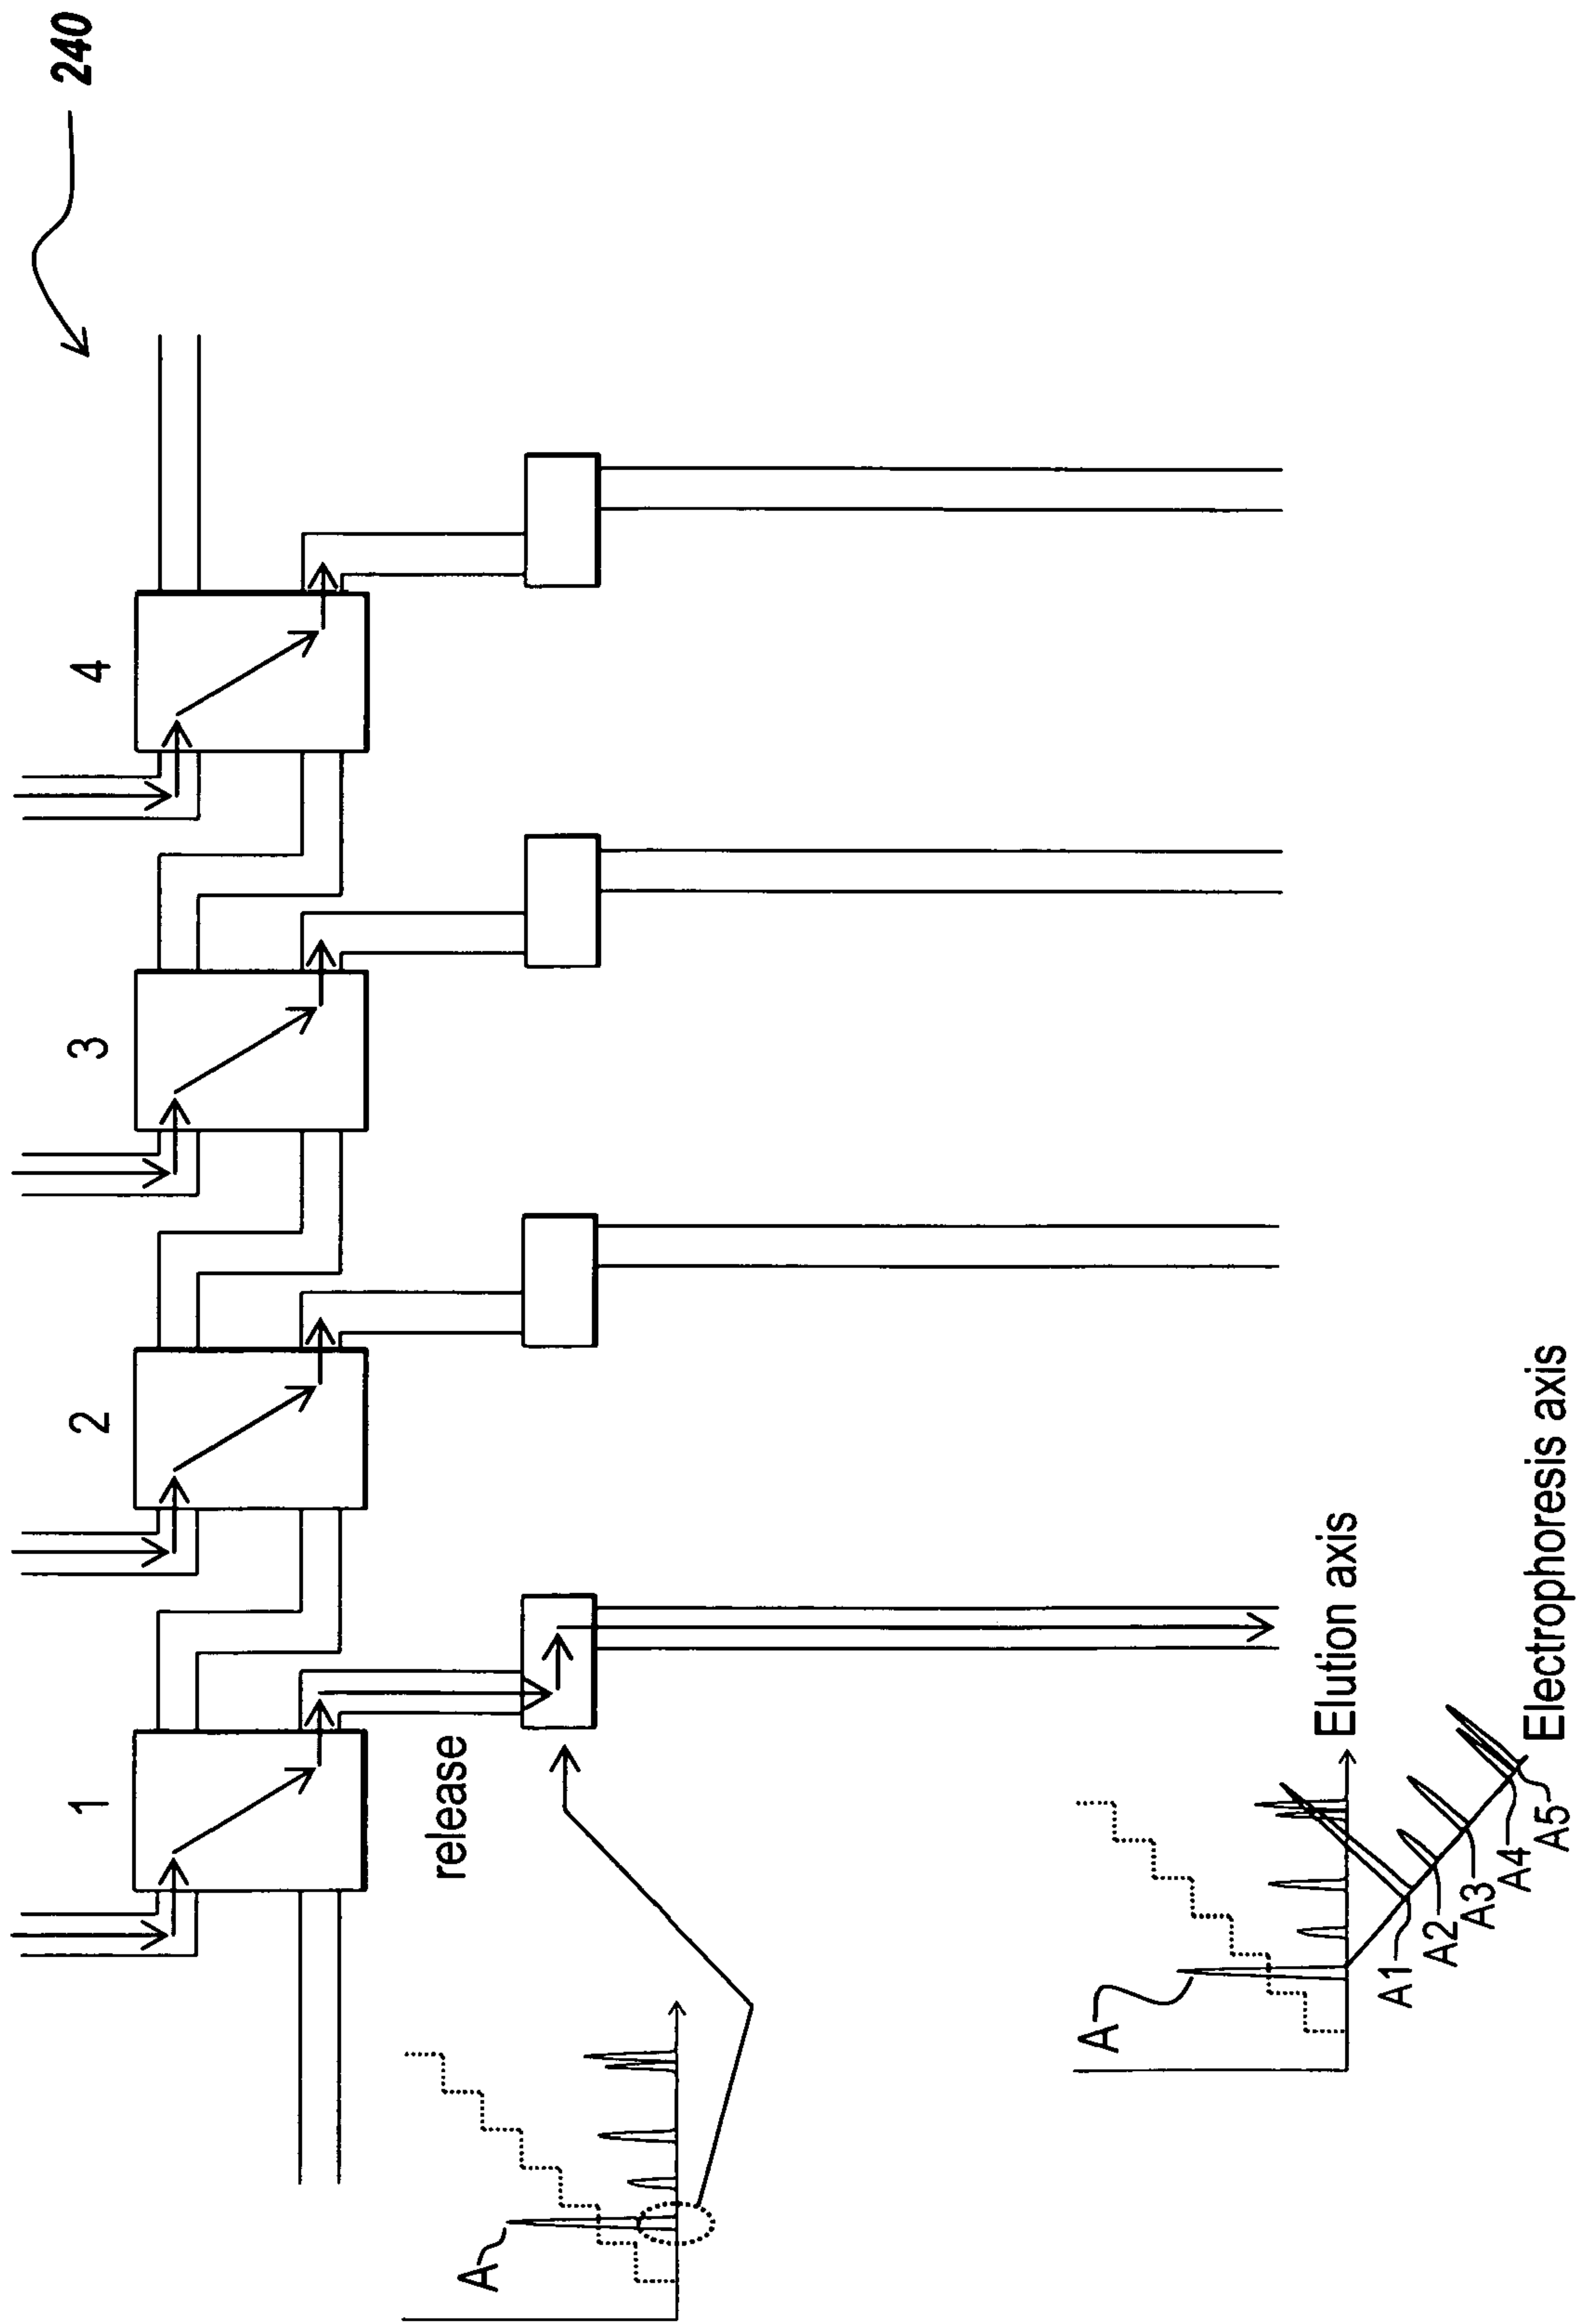 240
1
2
3
4
release
A
A
Elution axis
A1
A2
A3
A4
A5
Electrophoresis axis